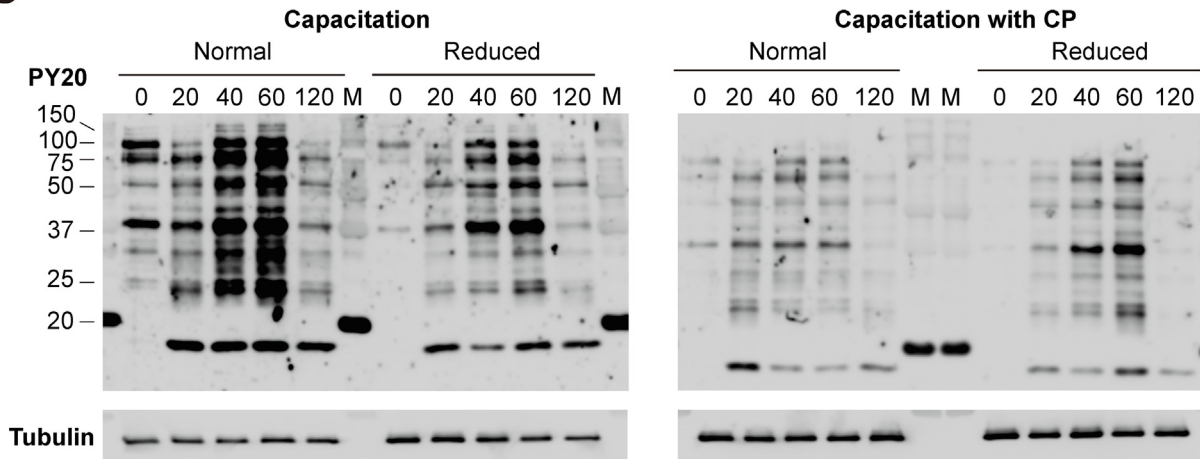 Capacitation
Capacitation with CP
Normal
Reduced
Normal
Reduced
PY20
0 20 40 60 120 M 0 20 40 60 120 M
0 20 40 60 120 M M 0 20 40 60 120
150
100
75
50
37
25
20
Tubulin